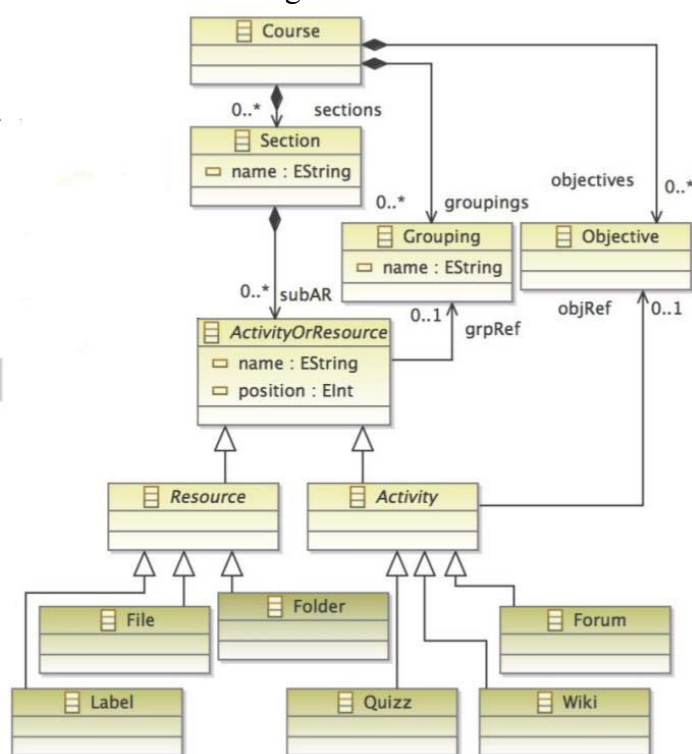 Course
0..* sections
Section
name : EString
objectives 0..*
0..* groupings
Grouping
name : EString
Objective
0..* subAR
0..1 grpRef
objRef 0..1
ActivityOrResource
name : EString
position : EInt
Resource
Activity
File
Folder
Forum
Label
Quizz
Wiki